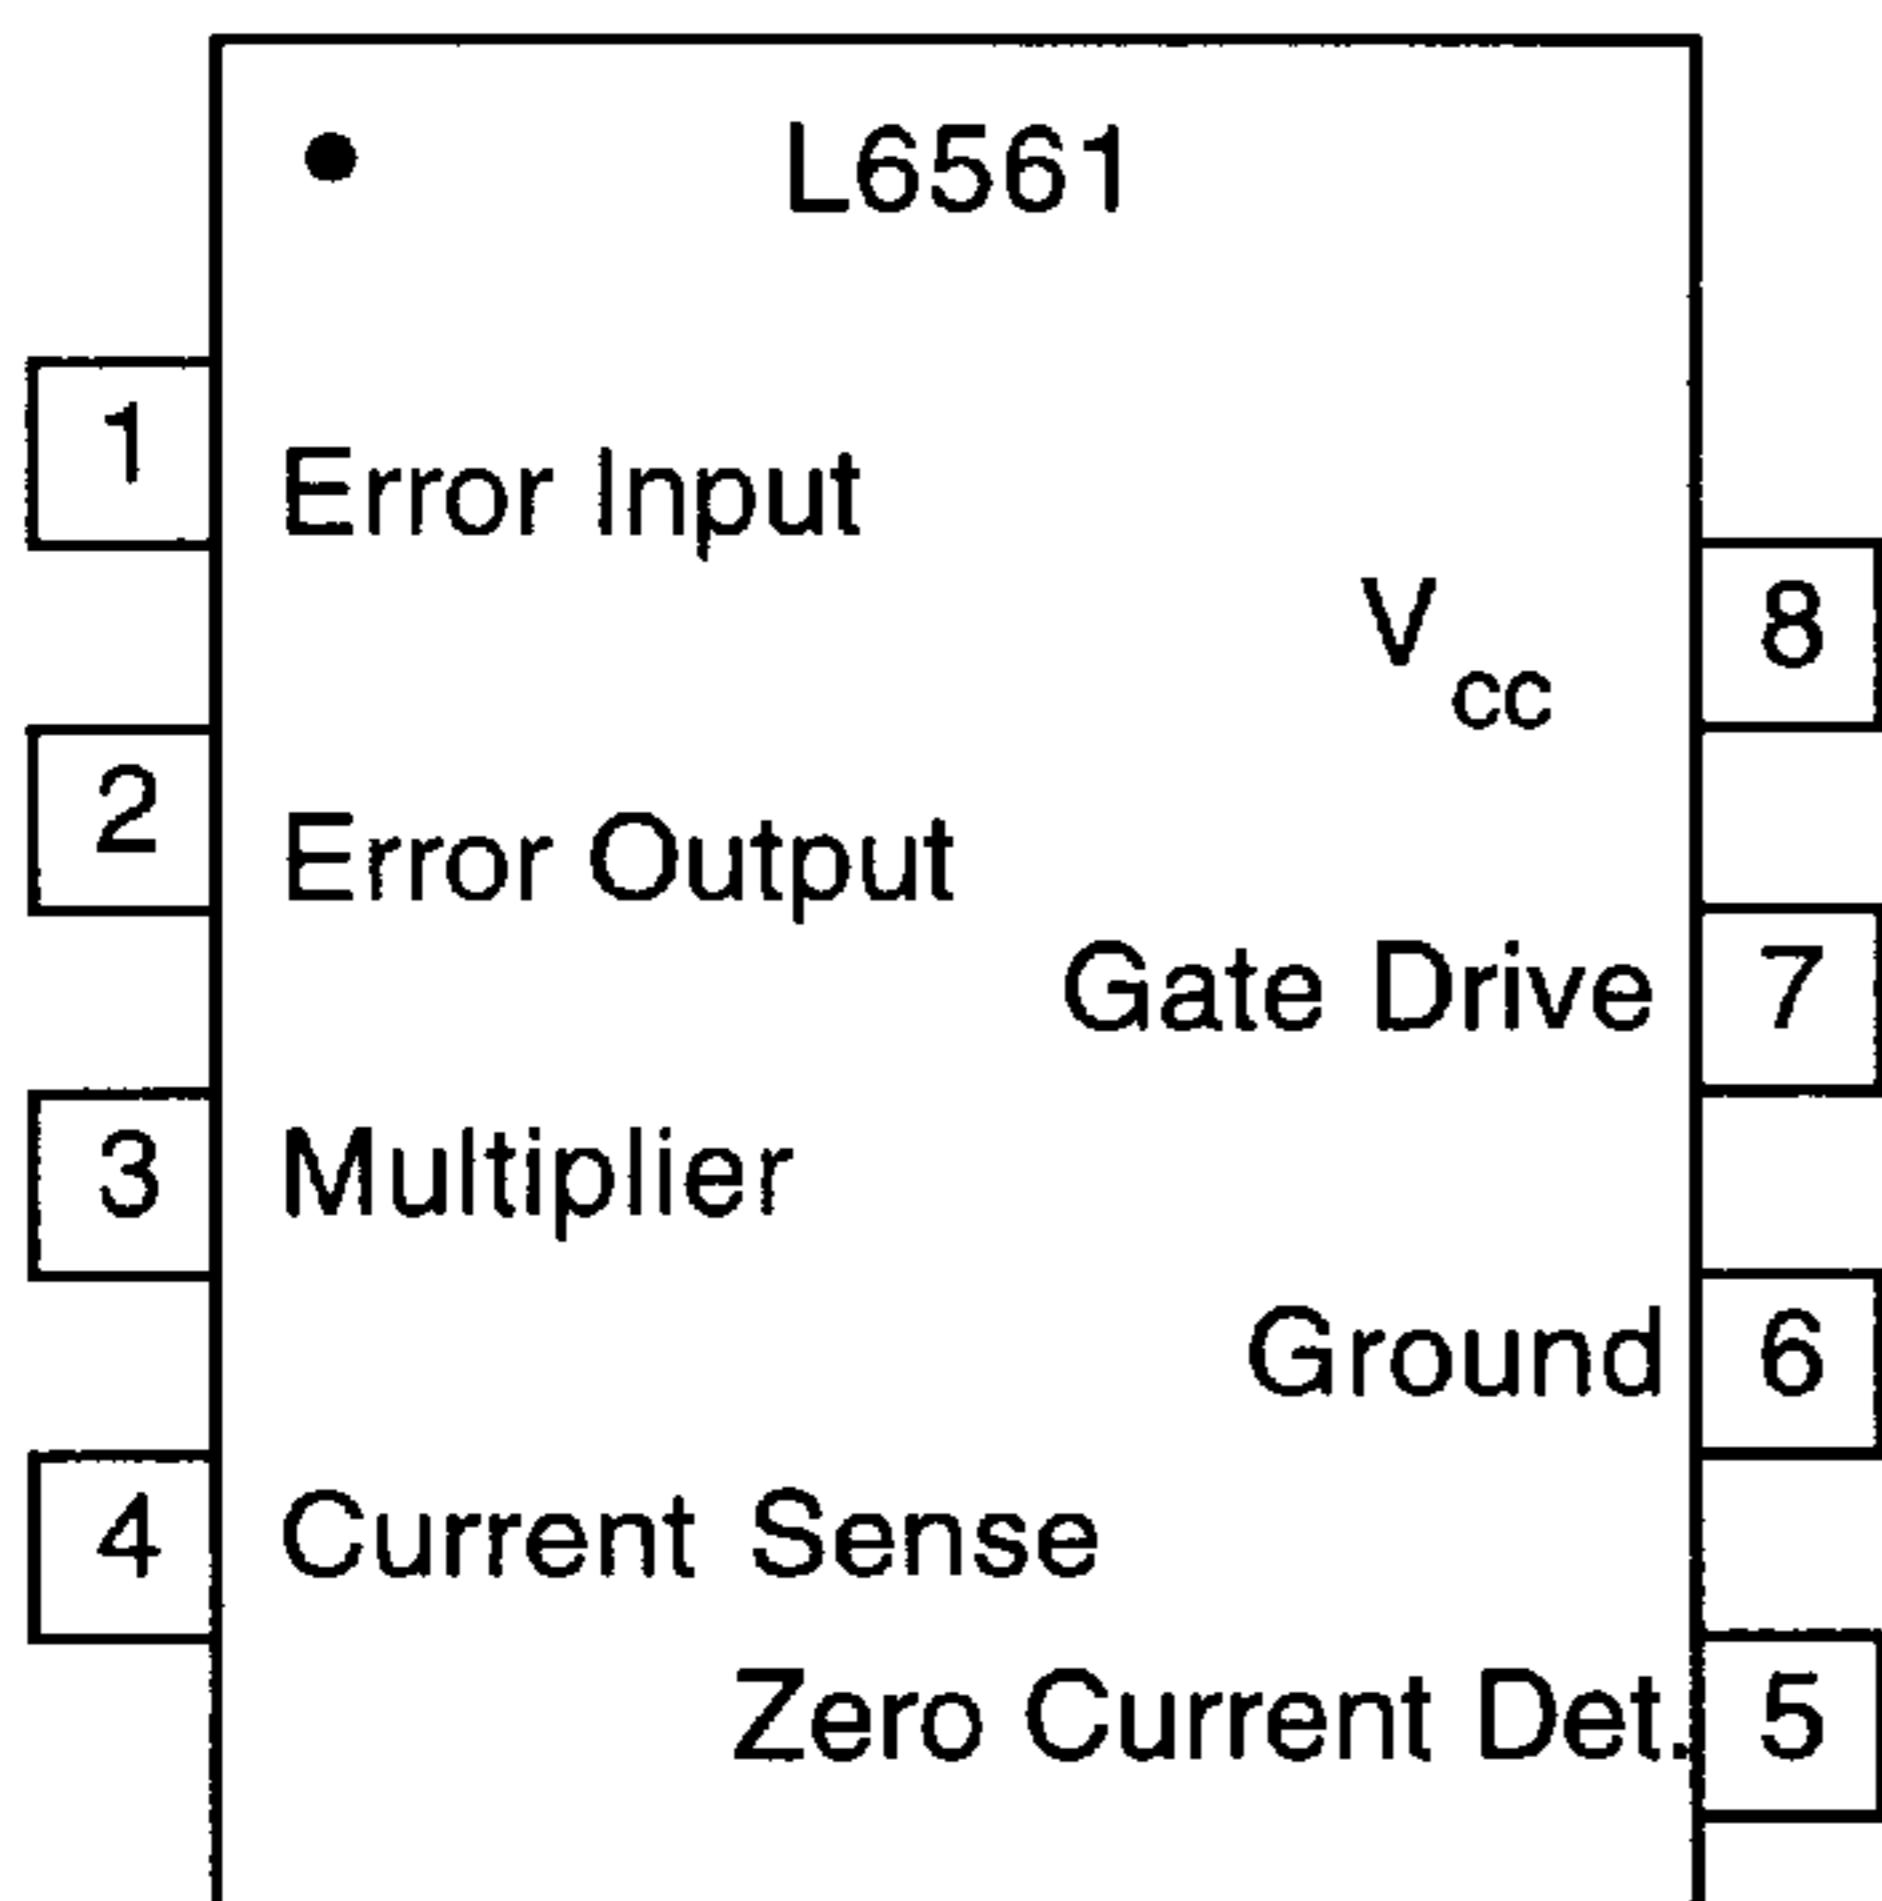 L6561
1 Error Input
V cc 8
2 Error Output
Gate Drive 7
3 Multiplier
Ground 6
4 Current Sense
Zero Current Det. 5